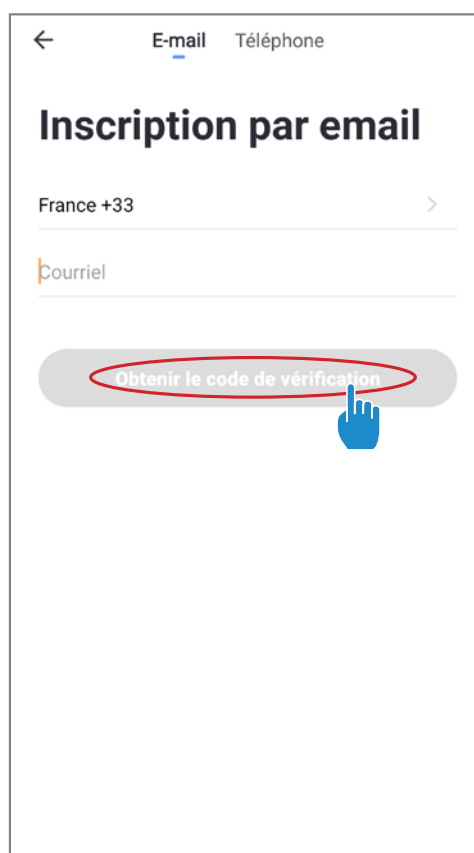 E-mail Téléphone
Inscription par email
France +33
Courriel
Obtenir le code de vérification